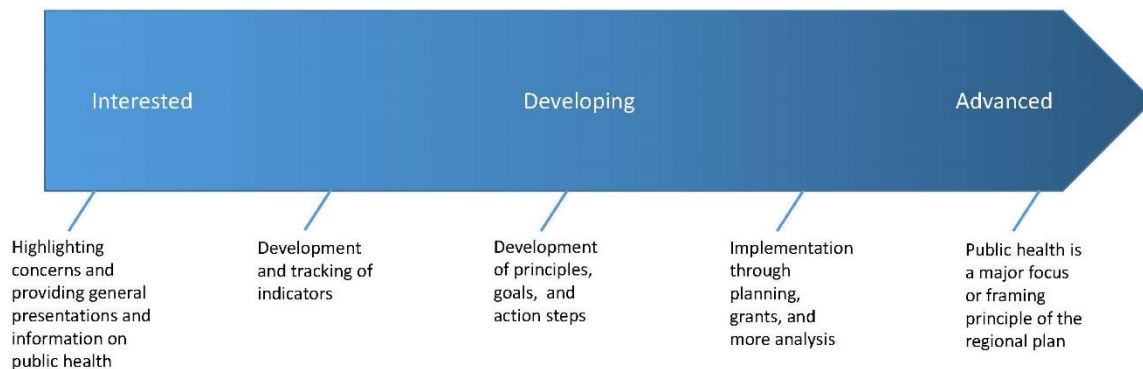 Interested
Developing
Advanced
Highlighting
concerns and
providing general
presentations and
information on
public health
Development
and tracking of
indicators
Development
of principles,
goals, and
action steps
Implementation
through
planning,
grants, and
more analysis
Public health is
a major focus
or framing
principle of the
regional plan